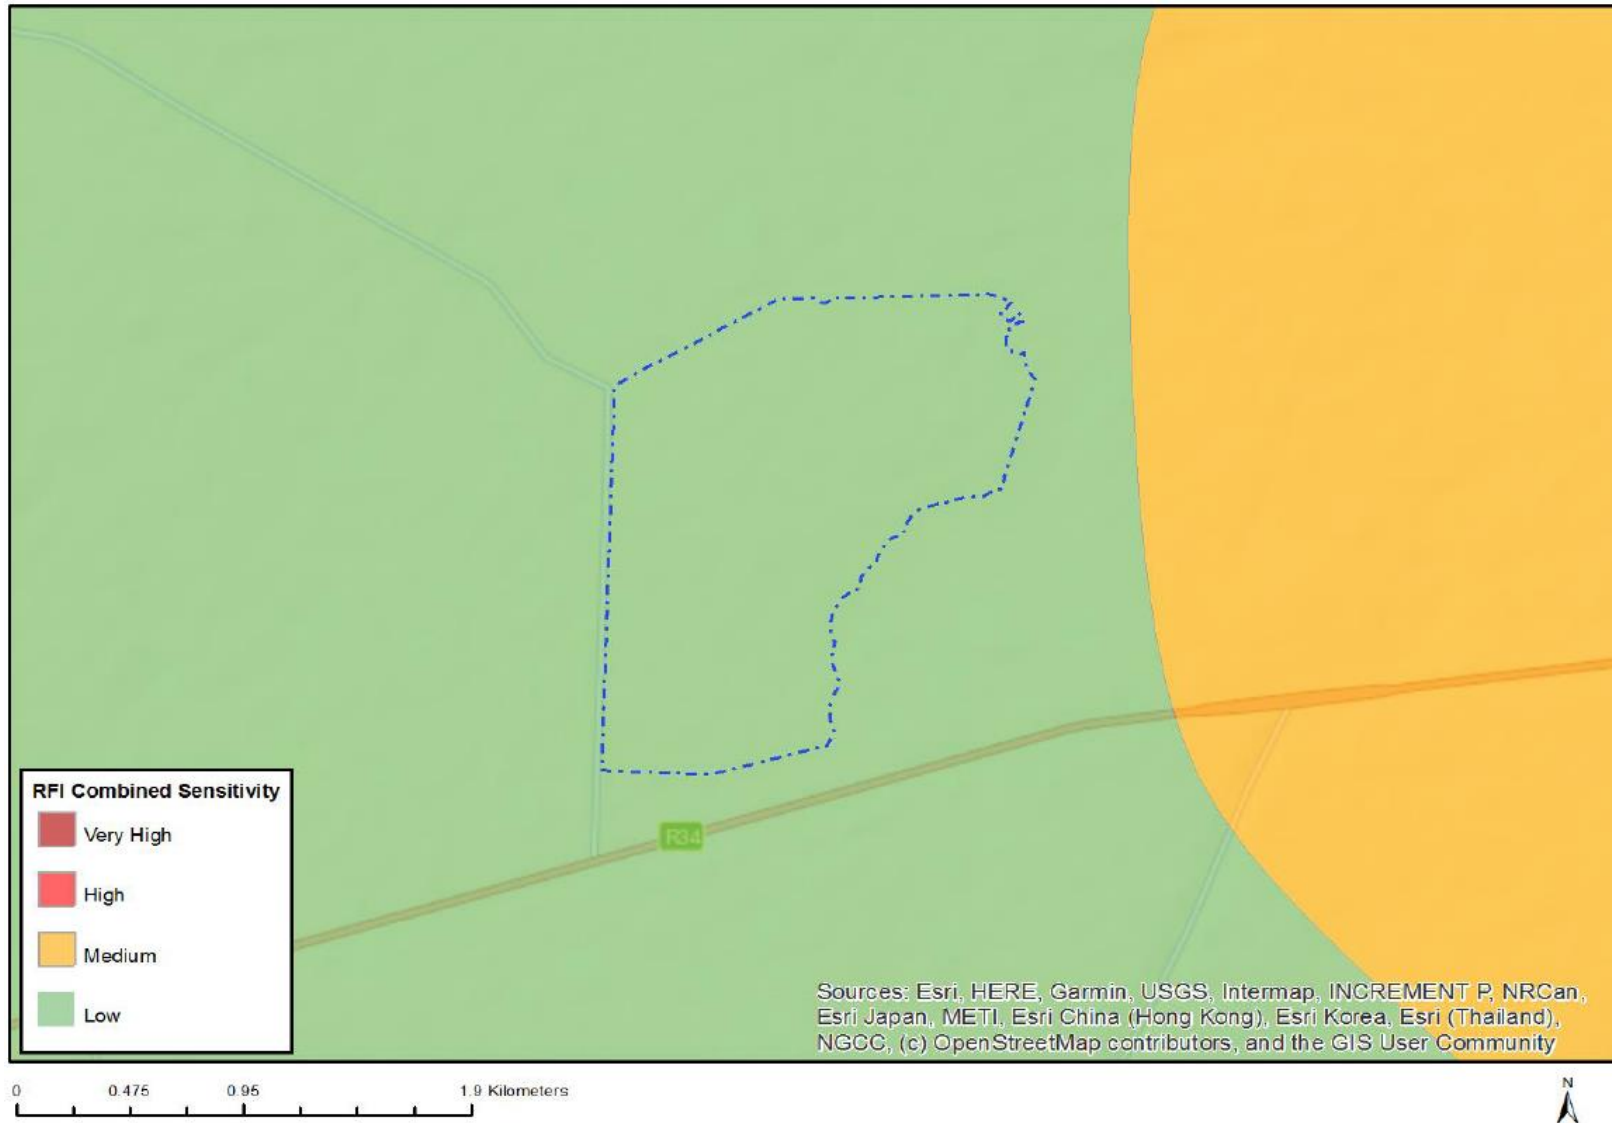 R34
RFI Combined Sensitivity
Very High
High
Medium
Low
Sources: Esri, HERE, Garmin, USGS, Intermap, INCREMENT P, NRCan,
Esri Japan, METI, Esri China (Hong Kong), Esri Korea, Esri (Thailand),
NGCC, (c) OpenStreetMap contributors, and the GIS User Community
0 0.475 0.95 1.9 Kilometers
N